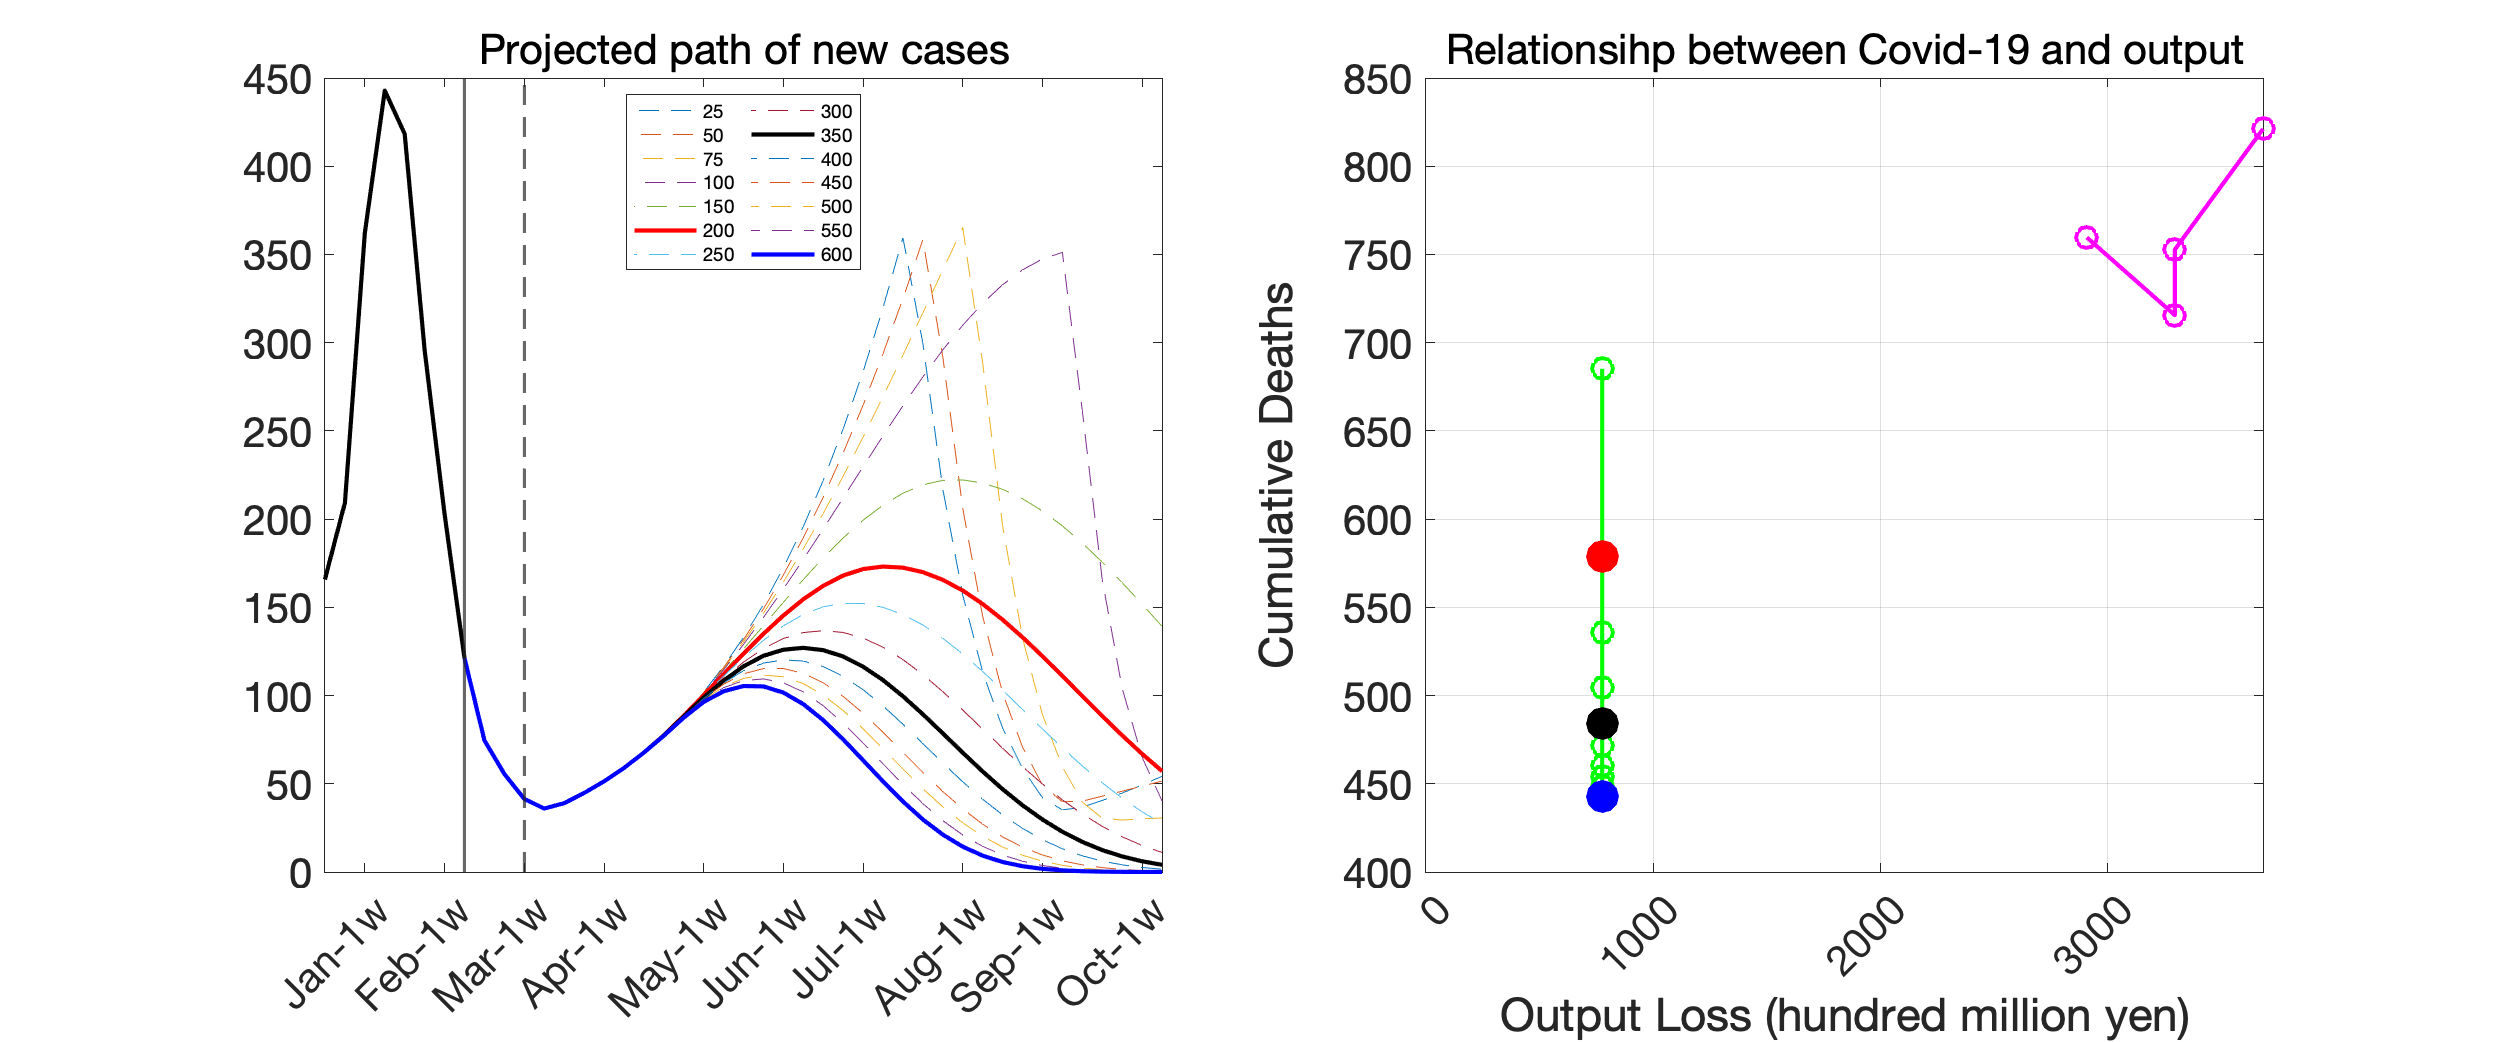 Projected path of new cases
450
400
350
300
250
200
150
100
50
0
25
50
75
100
150
200
250
300
350
400
450
500
550
600
Jan-1w
Feb-1w
Mar-1w
Apr-1w
May-1w
Jun-1w
Jul-1w
Aug-1w
Sep-1w
Oct-1w
Relationsihp between Covid-19 and output
Cumulative Deaths
850
800
750
700
650
600
550
500
450
400
0
1000
2000
3000
Output Loss (hundred million yen)